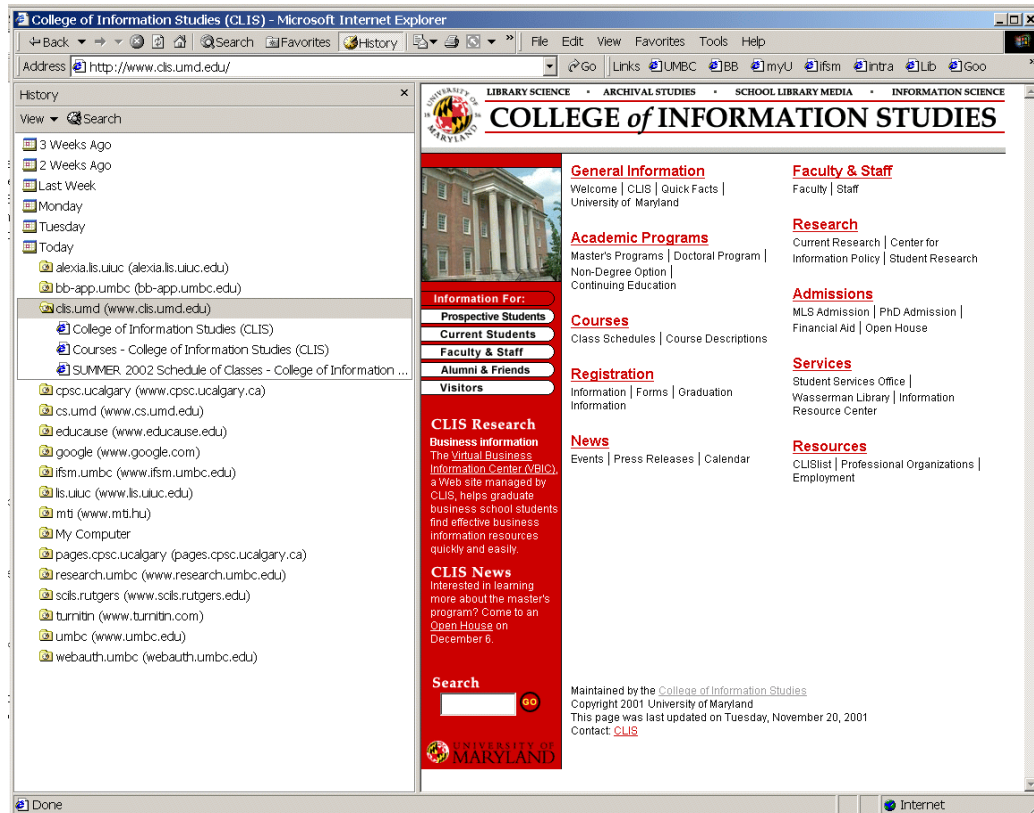 College of Information Studies (CLIS) - Microsoft Internet Explorer
Back Search Favorites History » File Edit View Favorites Tools Help
Address http://www.clis.umd.edu/ Go Links UMBC BB myU ifsm intra Lib Goo »
History ×
View Search
3 Weeks Ago
2 Weeks Ago
Last Week
Monday
Tuesday
Today
alexia.lis.uiuc (alexia.lis.uiuc.edu)
bb-app.umbc (bb-app.umbc.edu)
clis.umd (www.clis.umd.edu)
College of Information Studies (CLIS)
Courses - College of Information Studies (CLIS)
SUMMER 2002 Schedule of Classes - College of Information ...
cpsc.ucalgary (www.cpsc.ucalgary.ca)
cs.umd (www.cs.umd.edu)
educause (www.educause.edu)
google (www.google.com)
ifsm.umbc (www.ifsm.umbc.edu)
lis.uiuc (www.lis.uiuc.edu)
mti (www.mti.hu)
My Computer
pages.cpsc.ucalgary (pages.cpsc.ucalgary.ca)
research.umbc (www.research.umbc.edu)
scils.rutgers (www.scils.rutgers.edu)
turnitin (www.turnitin.com)
umbc (www.umbc.edu)
webauth.umbc (webauth.umbc.edu)
UNIVERSITY OF
18 56
MARYLAND
LIBRARY SCIENCE ▪ ARCHIVAL STUDIES ▪ SCHOOL LIBRARY MEDIA ▪ INFORMATION SCIENCE
COLLEGE of INFORMATION STUDIES
Information For:
Prospective Students
Current Students
Faculty & Staff
Alumni & Friends
Visitors
CLIS Research
Business information
The Virtual Business
Information Center (VBIC),
a Web site managed by
CLIS, helps graduate
business school students
find effective business
information resources
quickly and easily.
CLIS News
Interested in learning
more about the master's
program? Come to an
Open House on
December 6.
Search
GO
UNIVERSITY OF
MARYLAND
General Information
Welcome | CLIS | Quick Facts |
University of Maryland
Academic Programs
Master's Programs | Doctoral Program |
Non-Degree Option |
Continuing Education
Courses
Class Schedules | Course Descriptions
Registration
Information | Forms | Graduation
Information
News
Events | Press Releases | Calendar
Faculty & Staff
Faculty | Staff
Research
Current Research | Center for
Information Policy | Student Research
Admissions
MLS Admission | PhD Admission |
Financial Aid | Open House
Services
Student Services Office |
Wasserman Library | Information
Resource Center
Resources
CLISlist | Professional Organizations |
Employment
Maintained by the College of Information Studies
Copyright 2001 University of Maryland
This page was last updated on Tuesday, November 20, 2001
Contact: CLIS
Done
Internet